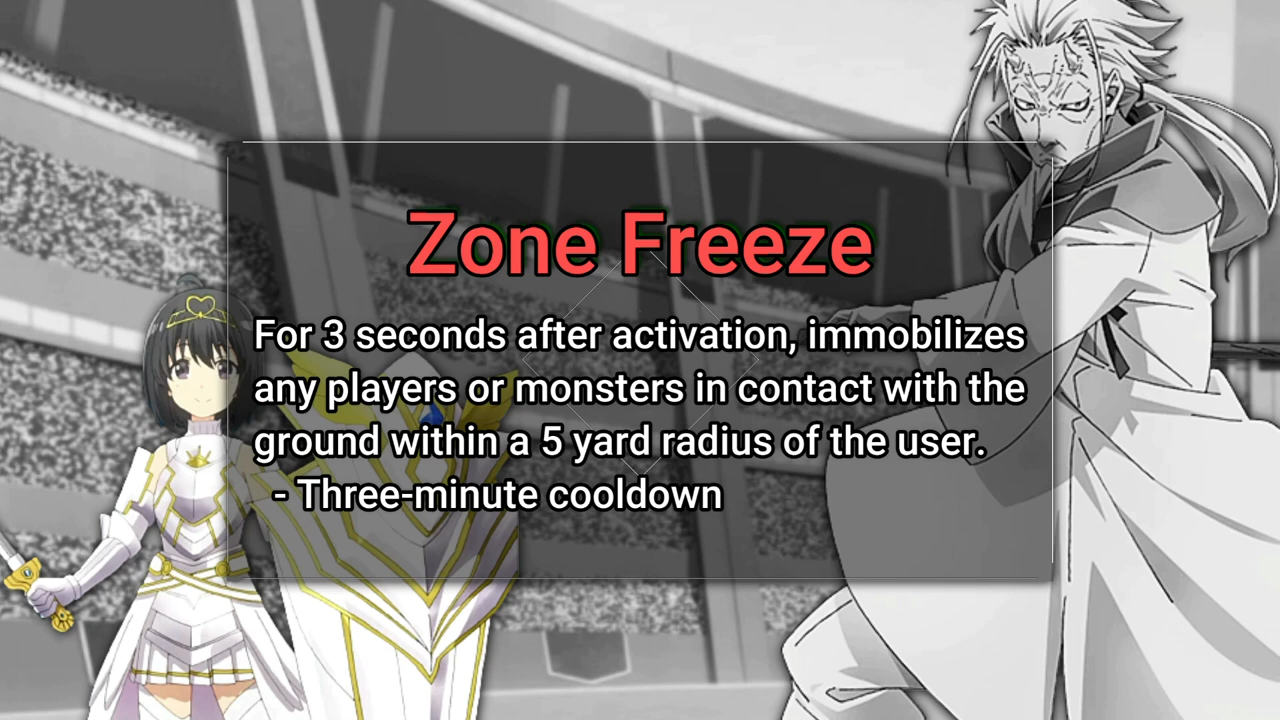 Zone Freeze
For 3 seconds after activation, immobilizes
any players or monsters in contact with the
ground within a 5 yard radius of the user.
- Three-minute cooldown